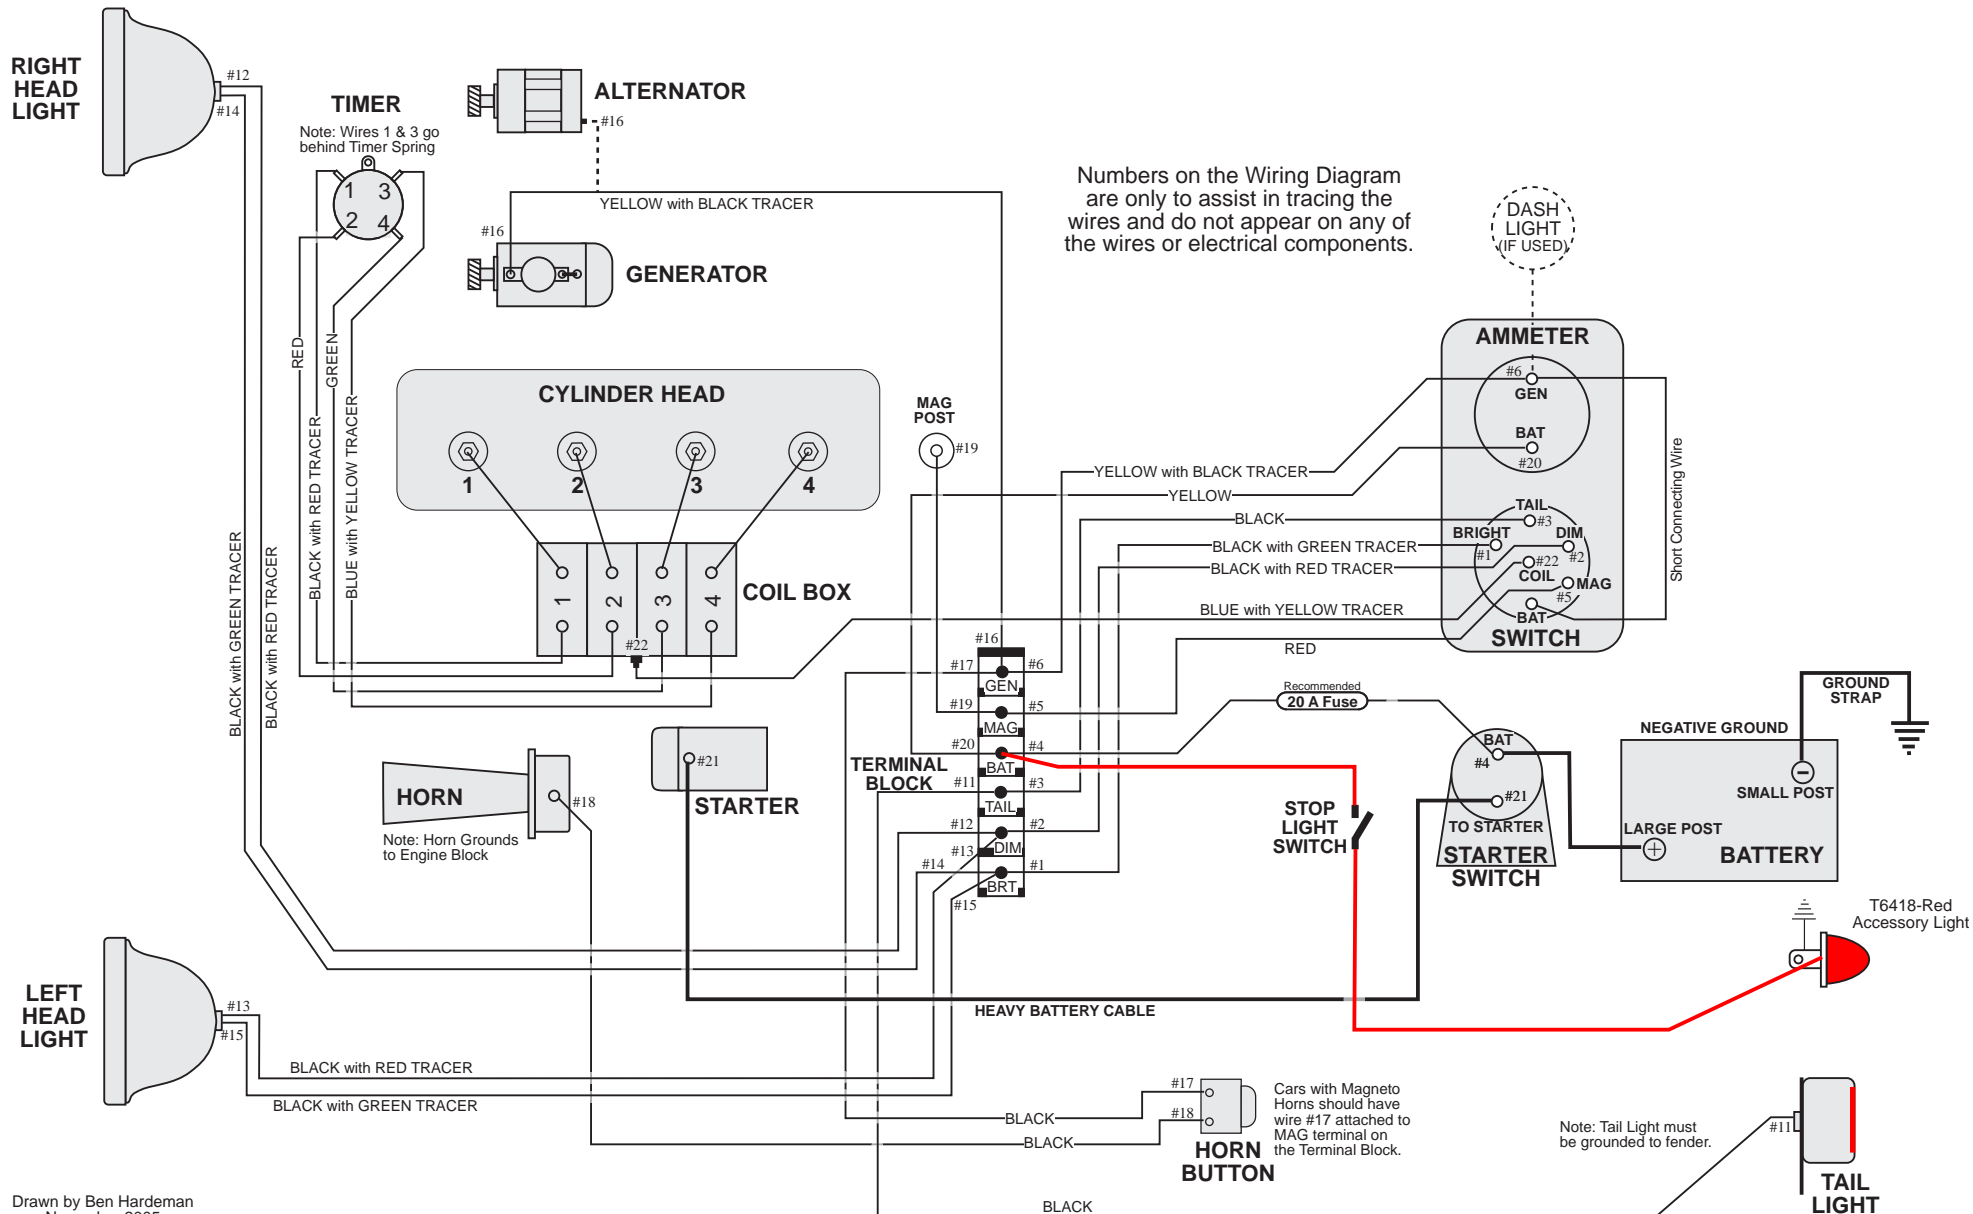 RIGHT
HEAD
LIGHT
#12
#14
TIMER
Note: Wires 1 & 3 go
behind Timer Spring
1 3
2 4
ALTERNATOR
#16
YELLOW with BLACK TRACER
#16
GENERATOR
Numbers on the Wiring Diagram
are only to assist in tracing the
wires and do not appear on any of
the wires or electrical components.
DASH
LIGHT
(IF USED)
AMMETER
#6
GEN
BAT
#20
TAIL
#3
BRIGHT
#1
DIM
#2
#22
COIL
MAG
#5
BAT
SWITCH
Short Connecting Wire
RED
GREEN
BLACK with RED TRACER
BLUE with YELLOW TRACER
BLACK with GREEN TRACER
BLACK with RED TRACER
CYLINDER HEAD
1 2 3 4
MAG
POST
#19
YELLOW with BLACK TRACER
YELLOW
BLACK
BLACK with GREEN TRACER
BLACK with RED TRACER
BLUE with YELLOW TRACER
RED
COIL BOX
1 2 3 4
#22
#16
#17 #6
GEN
#19 #5
MAG
#20 #4
BAT
TERMINAL
BLOCK
#11 #3
TAIL
#12 #2
#13
DIM
#14 #1
BRT
#15
Recommended
20 A Fuse
BAT
#4
#21
TO STARTER
STARTER
SWITCH
GROUND
STRAP
NEGATIVE GROUND
SMALL POST
LARGE POST
BATTERY
STOP
LIGHT
SWITCH
HORN
#18
Note: Horn Grounds
to Engine Block
#21
STARTER
T6418-Red
Accessory Light
HEAVY BATTERY CABLE
LEFT
HEAD
LIGHT
#13
#15
BLACK with RED TRACER
BLACK with GREEN TRACER
BLACK
BLACK
#17
#18
HORN
BUTTON
Cars with Magneto
Horns should have
wire #17 attached to
MAG terminal on
the Terminal Block.
Note: Tail Light must
be grounded to fender.
#11
TAIL
LIGHT
BLACK
Drawn by Ben Hardeman